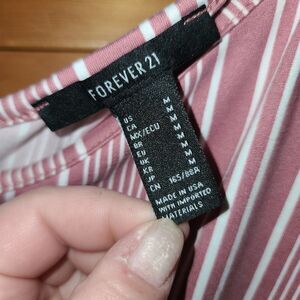 FOREVER 21
US M
CA M
MX/ECU M
BR M
EU M
UK M
KR M
JP M
CN 165/88A
MADE IN USA
WITH IMPORTED
MATERIALS